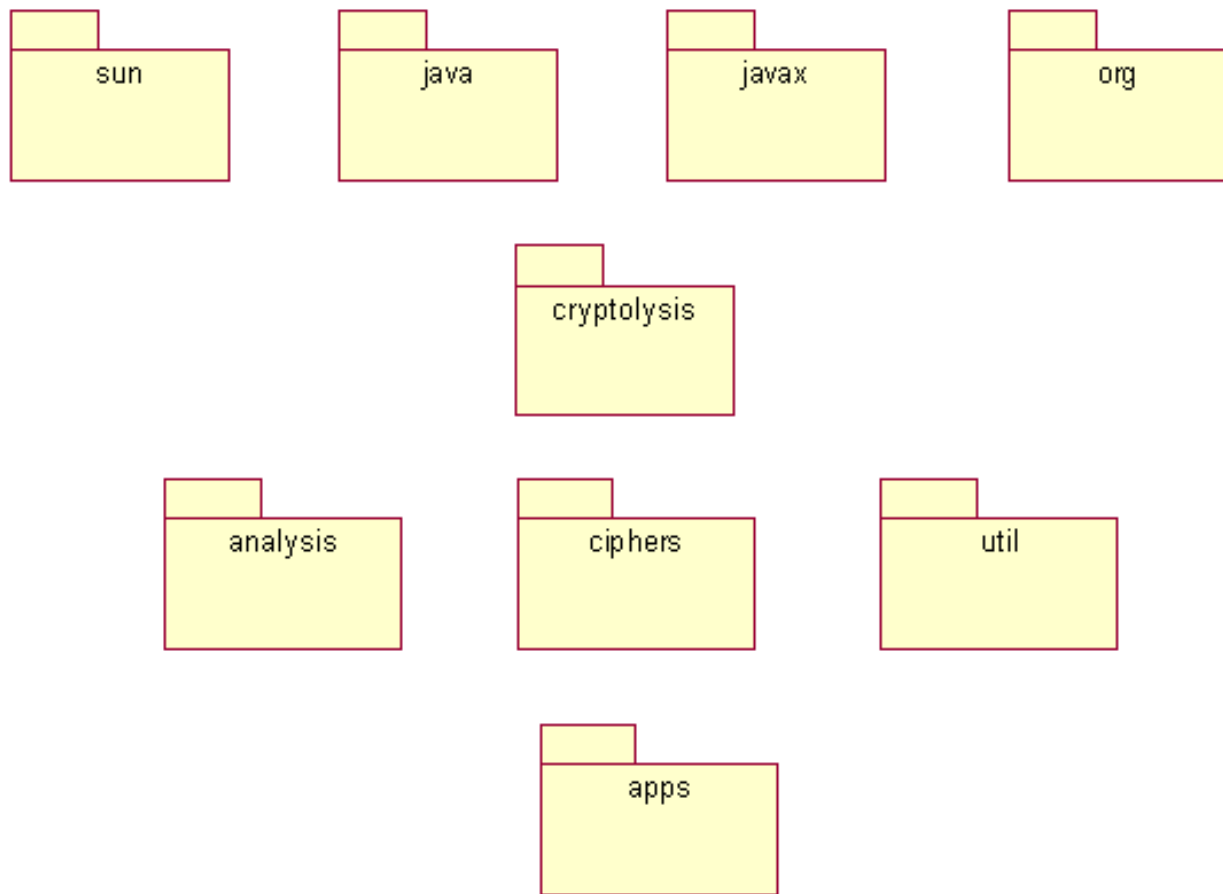 sun
java
javax
org
cryptolysis
analysis
ciphers
util
apps